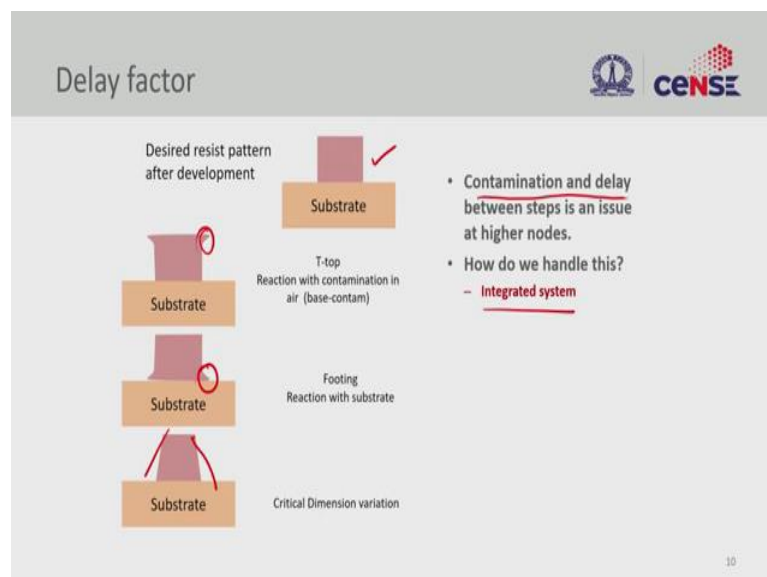 Delay factor
ceNSE
Desired resist pattern
after development
Substrate
Substrate
T-top
Reaction with contamination in
air (base-contam)
Substrate
Footing
Reaction with substrate
Substrate
Critical Dimension variation
• Contamination and delay
between steps is an issue
at higher nodes.
• How do we handle this?
– Integrated system
10